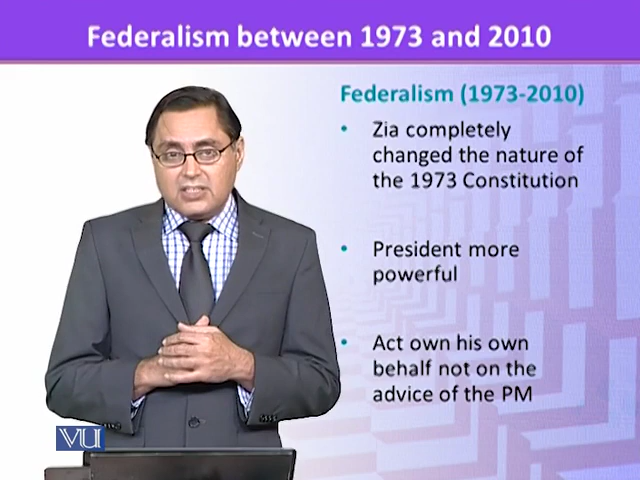 Federalism between 1973 and 2010
Federalism (1973-2010)
• Zia completely
changed the nature of
the 1973 Constitution
• President more
powerful
• Act own his own
behalf not on the
advice of the PM
VU